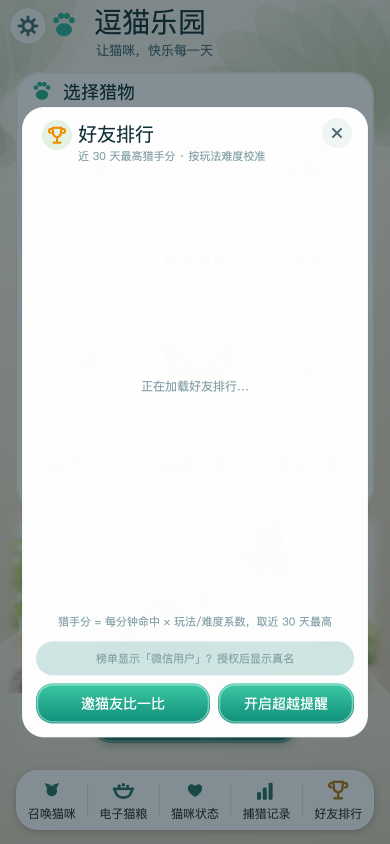 逗猫乐园
让猫咪，快乐每一天
选择猎物
好友排行
近 30 天最高猎手分 · 按玩法难度校准
正在加载好友排行...
猎手分 = 每分钟命中 × 玩法/难度系数，取近 30 天最高
榜单显示「微信用户」？授权后显示真名
邀猫友比一比
开启超越提醒
召唤猫咪
电子猫粮
猫咪状态
捕猎记录
好友排行